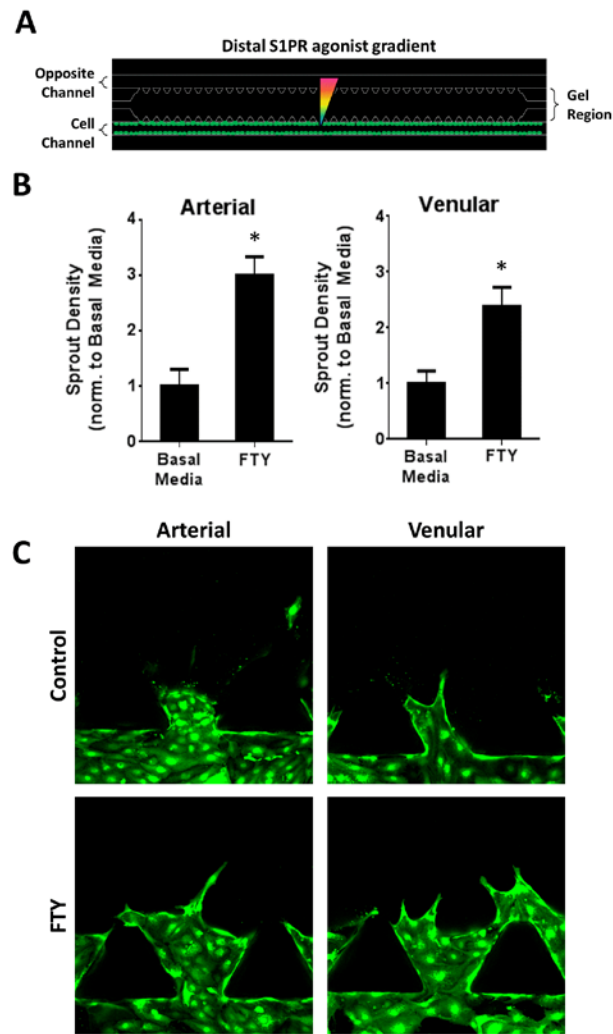 A
Distal S1PR agonist gradient
Opposite
Channel
Cell
Channel
Gel
Region
B
Arterial
Sprout Density
(norm. to Basal Media)
4
3
2
1
0
*
Basal
Media
FTY
Venular
Sprout Density
(norm. to Basal Media)
4
3
2
1
0
*
Basal
Media
FTY
C
Arterial
Venular
Control
FTY